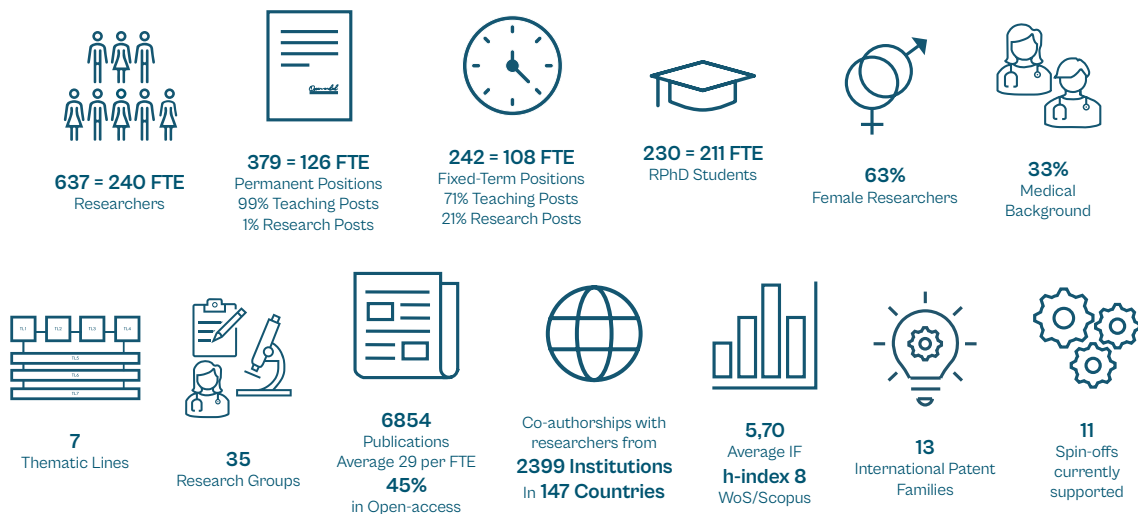 637 = 240 FTE
Researchers
379 = 126 FTE
Permanent Positions
99% Teaching Posts
1% Research Posts
242 = 108 FTE
Fixed-Term Positions
71% Teaching Posts
21% Research Posts
230 = 211 FTE
RPhD Students
63%
Female Researchers
33%
Medical
Background
TL1
TL2
TL3
TL4
TL5
TL6
TL7
7
Thematic Lines
35
Research Groups
6854
Publications
Average 29 per FTE
45%
in Open-access
Co-authorships with
researchers from
2399 Institutions
In 147 Countries
5,70
Average IF
h-index 8
WoS/Scopus
13
International Patent
Families
11
Spin-offs
currently
supported